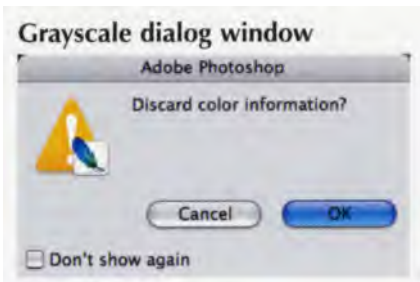 Grayscale dialog window
Adobe Photoshop
Discard color information?
Cancel OK
Don't show again